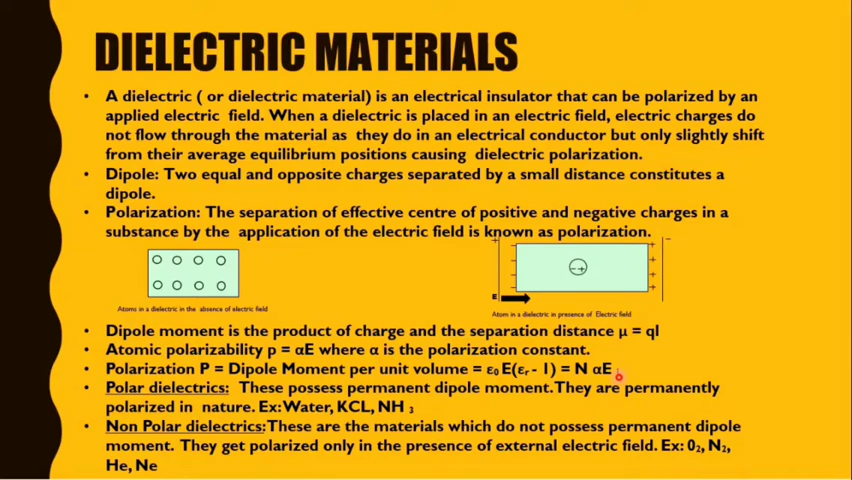 DIELECTRIC MATERIALS
• A dielectric ( or dielectric material) is an electrical insulator that can be polarized by an
applied electric field. When a dielectric is placed in an electric field, electric charges do
not flow through the material as they do in an electrical conductor but only slightly shift
from their average equilibrium positions causing dielectric polarization.
• Dipole: Two equal and opposite charges separated by a small distance constitutes a
dipole.
• Polarization: The separation of effective centre of positive and negative charges in a
substance by the application of the electric field is known as polarization.
+ − − − − − + + + + + − E
Atoms in a dielectric in the absence of electric field
Atom in a dielectric in presence of Electric field
• Dipole moment is the product of charge and the separation distance μ = ql
• Atomic polarizability p = αE where α is the polarization constant.
• Polarization P = Dipole Moment per unit volume = ε₀ E(εᵣ - 1) = N αE
• Polar dielectrics: These possess permanent dipole moment. They are permanently
polarized in nature. Ex: Water, KCL, NH ₃
• Non Polar dielectrics: These are the materials which do not possess permanent dipole
moment. They get polarized only in the presence of external electric field. Ex: 0₂, N₂,
He, Ne